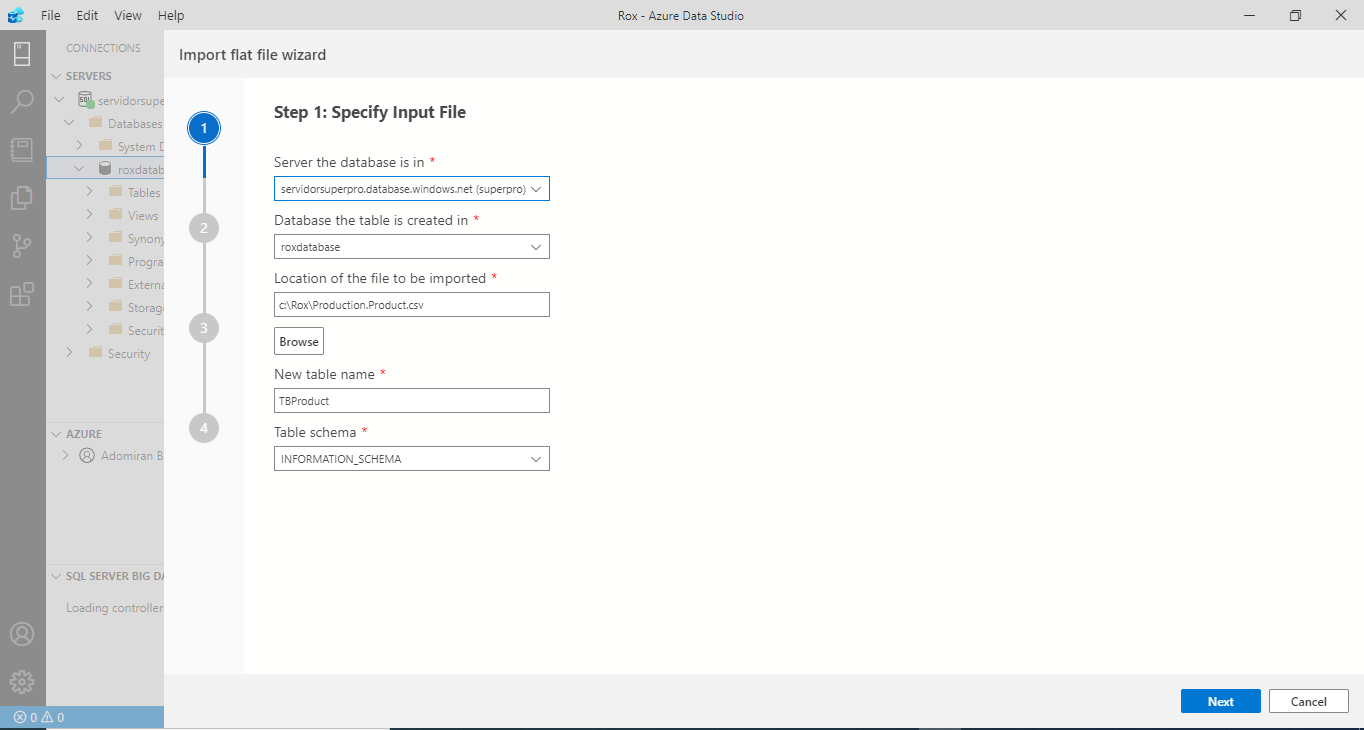 File Edit View Help
Rox - Azure Data Studio
CONNECTIONS
SERVERS
servidorsupe
Databases
System D
roxdatab
Tables
Views
Synony
Progra
Externa
Storag
Securit
Security
AZURE
Adomiran B
SQL SERVER BIG DA
Loading controller
0 0
Import flat file wizard
1
2
3
4
Step 1: Specify Input File
Server the database is in *
servidorsuperpro.database.windows.net (superpro)
Database the table is created in *
roxdatabase
Location of the file to be imported *
c:\Rox\Production.Product.csv
Browse
New table name *
TBProduct
Table schema *
INFORMATION_SCHEMA
Next
Cancel